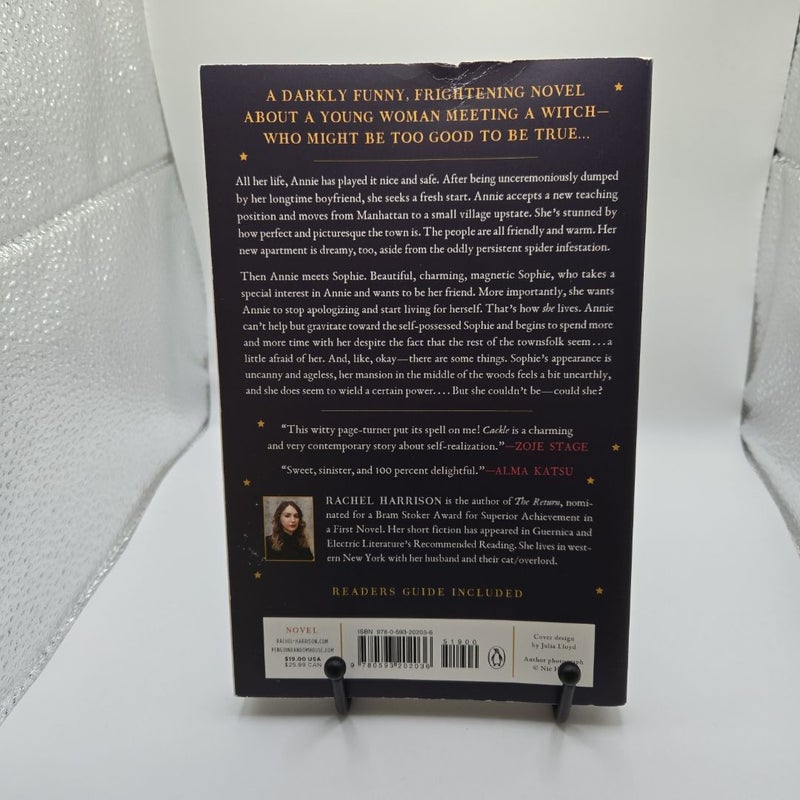 A DARKLY FUNNY, FRIGHTENING NOVEL
ABOUT A YOUNG WOMAN MEETING A WITCH—
WHO MIGHT BE TOO GOOD TO BE TRUE...
All her life, Annie has played it nice and safe. After being unceremoniously dumped
by her longtime boyfriend, she seeks a fresh start. Annie accepts a new teaching
position and moves from Manhattan to a small village upstate. She's stunned by
how perfect and picturesque the town is. The people are all friendly and warm. Her
new apartment is dreamy, too, aside from the oddly persistent spider infestation.
Then Annie meets Sophie. Beautiful, charming, magnetic Sophie, who takes a
special interest in Annie and wants to be her friend. More importantly, she wants
Annie to stop apologizing and start living for herself. That's how she lives. Annie
can't help but gravitate toward the self-possessed Sophie and begins to spend more
and more time with her despite the fact that the rest of the townsfolk seem...a
little afraid of her. And, like, okay—there are some things. Sophie's appearance is
uncanny and ageless, her mansion in the middle of the woods feels a bit unearthly,
and she does seem to wield a certain power.... But she couldn't be—could she?
"This witty page-turner put its spell on me! Cackle is a charming
and very contemporary story about self-realization."—ZOJE STAGE
"Sweet, sinister, and 100 percent delightful."—ALMA KATSU
RACHEL HARRISON is the author of The Return, nomi-
nated for a Bram Stoker Award for Superior Achievement in
a First Novel. Her short fiction has appeared in Guernica and
Electric Literature's Recommended Reading. She lives in west-
ern New York with her husband and their cat/overlord.
READERS GUIDE INCLUDED
NOVEL
RACHEL-HARRISON.COM
PENGUINRANDOMHOUSE.COM
$19.00 USA
$25.99 CAN
ISBN 978-0-593-20203-6
51900
9 780593 202036
Cover design
by Julia Lloyd
Author photograph
© Nic